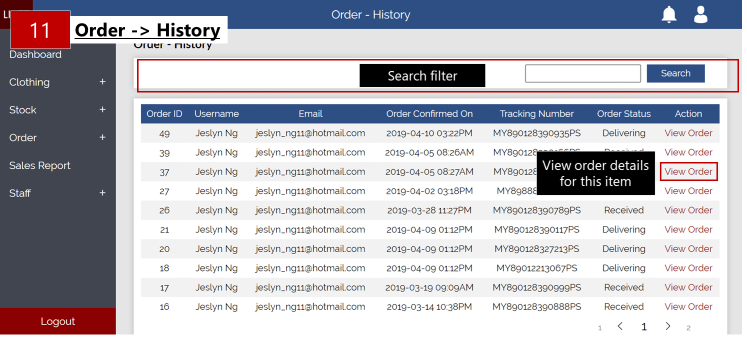 Order - History
11 Order -> History
Order - History
Dashboard
Clothing +
Stock +
Order +
Sales Report
Staff +
Logout
Search filter
Search
Order ID Username Email Order Confirmed On Tracking Number Order Status Action
49 Jeslyn Ng jeslyn_ng11@hotmail.com 2019-04-10 03:22PM MY890128390935PS Delivering View Order
39 Jeslyn Ng jeslyn_ng11@hotmail.com 2019-04-05 08:26AM Received View Order
37 Jeslyn Ng jeslyn_ng11@hotmail.com 2019-04-05 08:27AM View Order
27 Jeslyn Ng jeslyn_ng11@hotmail.com 2019-04-02 03:18PM View Order
View order details
for this item
26 Jeslyn Ng jeslyn_ng11@hotmail.com 2019-03-28 11:27PM MY890128390789PS Received View Order
21 Jeslyn Ng jeslyn_ng11@hotmail.com 2019-04-09 01:12PM MY890128390117PS Delivering View Order
20 Jeslyn Ng jeslyn_ng11@hotmail.com 2019-04-09 01:12PM MY890128327213PS Delivering View Order
18 Jeslyn Ng jeslyn_ng11@hotmail.com 2019-04-09 01:12PM MY89012213067PS Delivering View Order
17 Jeslyn Ng jeslyn_ng11@hotmail.com 2019-03-19 09:09AM MY890128390999PS Received View Order
16 Jeslyn Ng jeslyn_ng11@hotmail.com 2019-03-14 10:38PM MY890128390888PS Received View Order
1 < 1 > 2